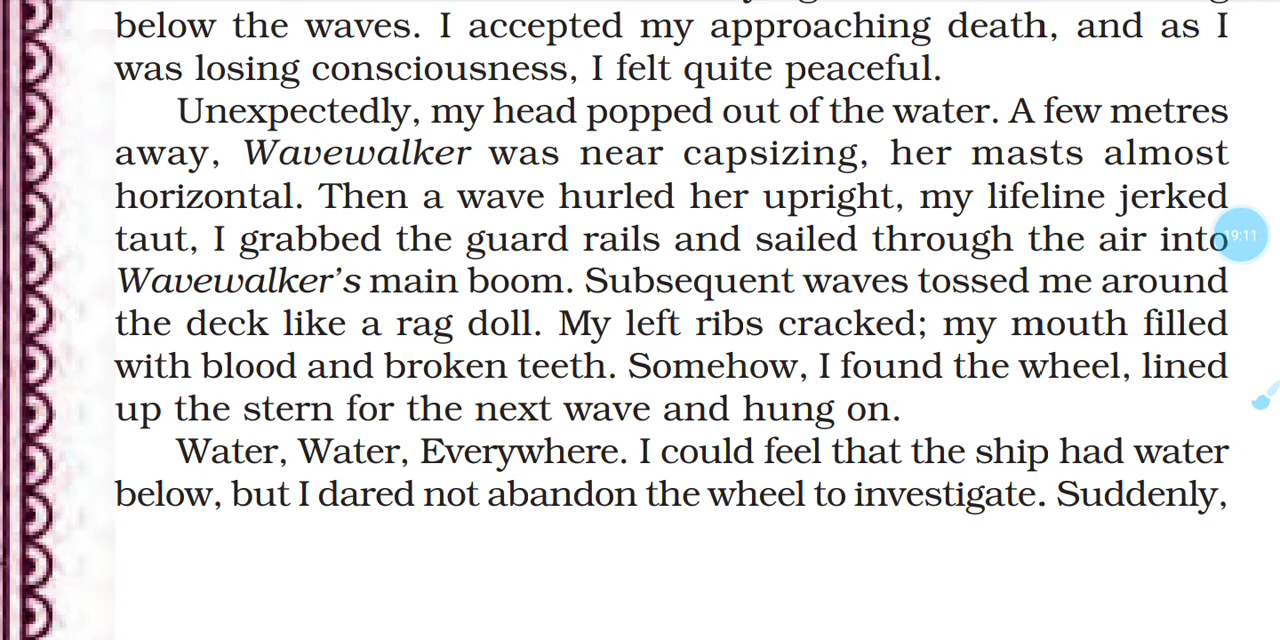 below the waves. I accepted my approaching death, and as I
was losing consciousness, I felt quite peaceful.
Unexpectedly, my head popped out of the water. A few metres
away, Wavewalker was near capsizing, her masts almost
horizontal. Then a wave hurled her upright, my lifeline jerked
taut, I grabbed the guard rails and sailed through the air into
19:11
Wavewalker's main boom. Subsequent waves tossed me around
the deck like a rag doll. My left ribs cracked; my mouth filled
with blood and broken teeth. Somehow, I found the wheel, lined
up the stern for the next wave and hung on.
Water, Water, Everywhere. I could feel that the ship had water
below, but I dared not abandon the wheel to investigate. Suddenly,